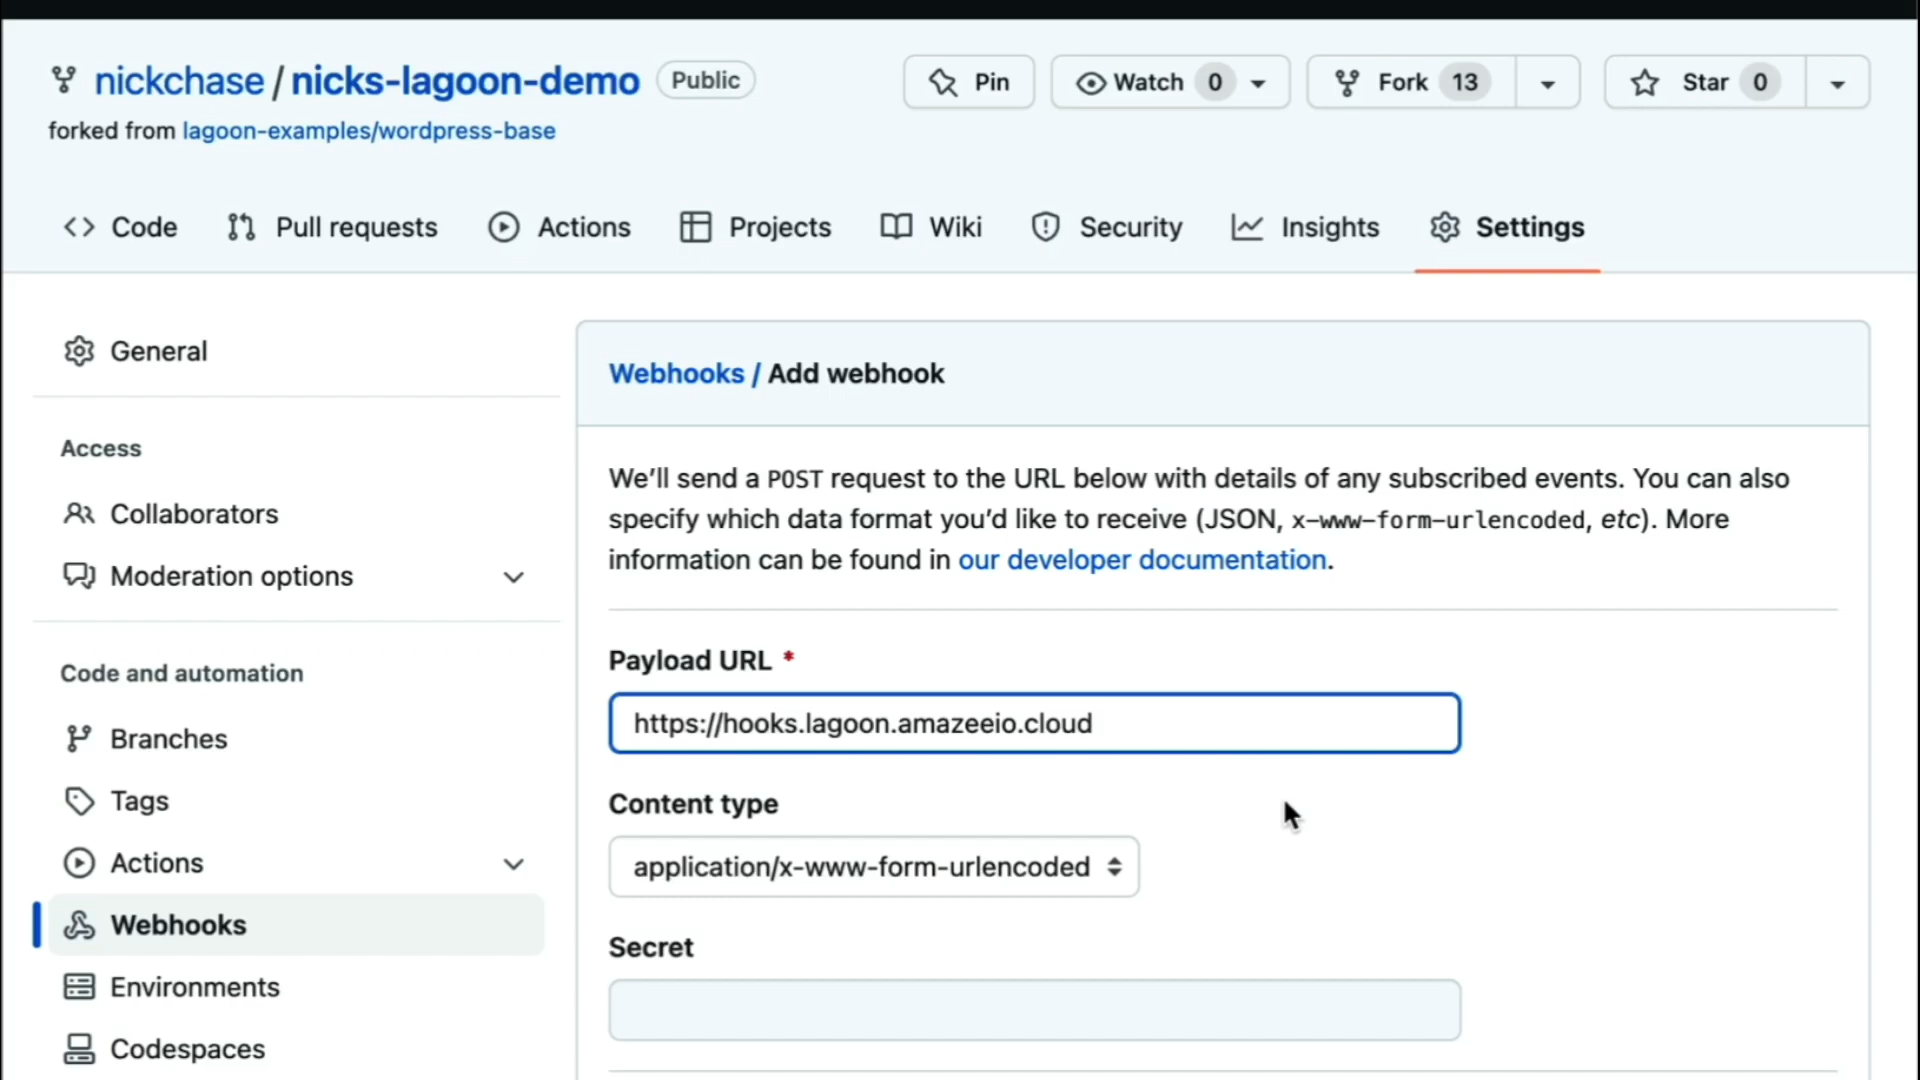 nickchase / nicks-lagoon-demo Public
Pin
Watch 0
Fork 13
Star 0
forked from lagoon-examples/wordpress-base
Code
Pull requests
Actions
Projects
Wiki
Security
Insights
Settings
General
Access
Collaborators
Moderation options
Code and automation
Branches
Tags
Actions
Webhooks
Environments
Codespaces
Webhooks / Add webhook
We'll send a POST request to the URL below with details of any subscribed events. You can also
specify which data format you'd like to receive (JSON, x-www-form-urlencoded, etc). More
information can be found in our developer documentation.
Payload URL *
https://hooks.lagoon.amazeeio.cloud
Content type
application/x-www-form-urlencoded
Secret